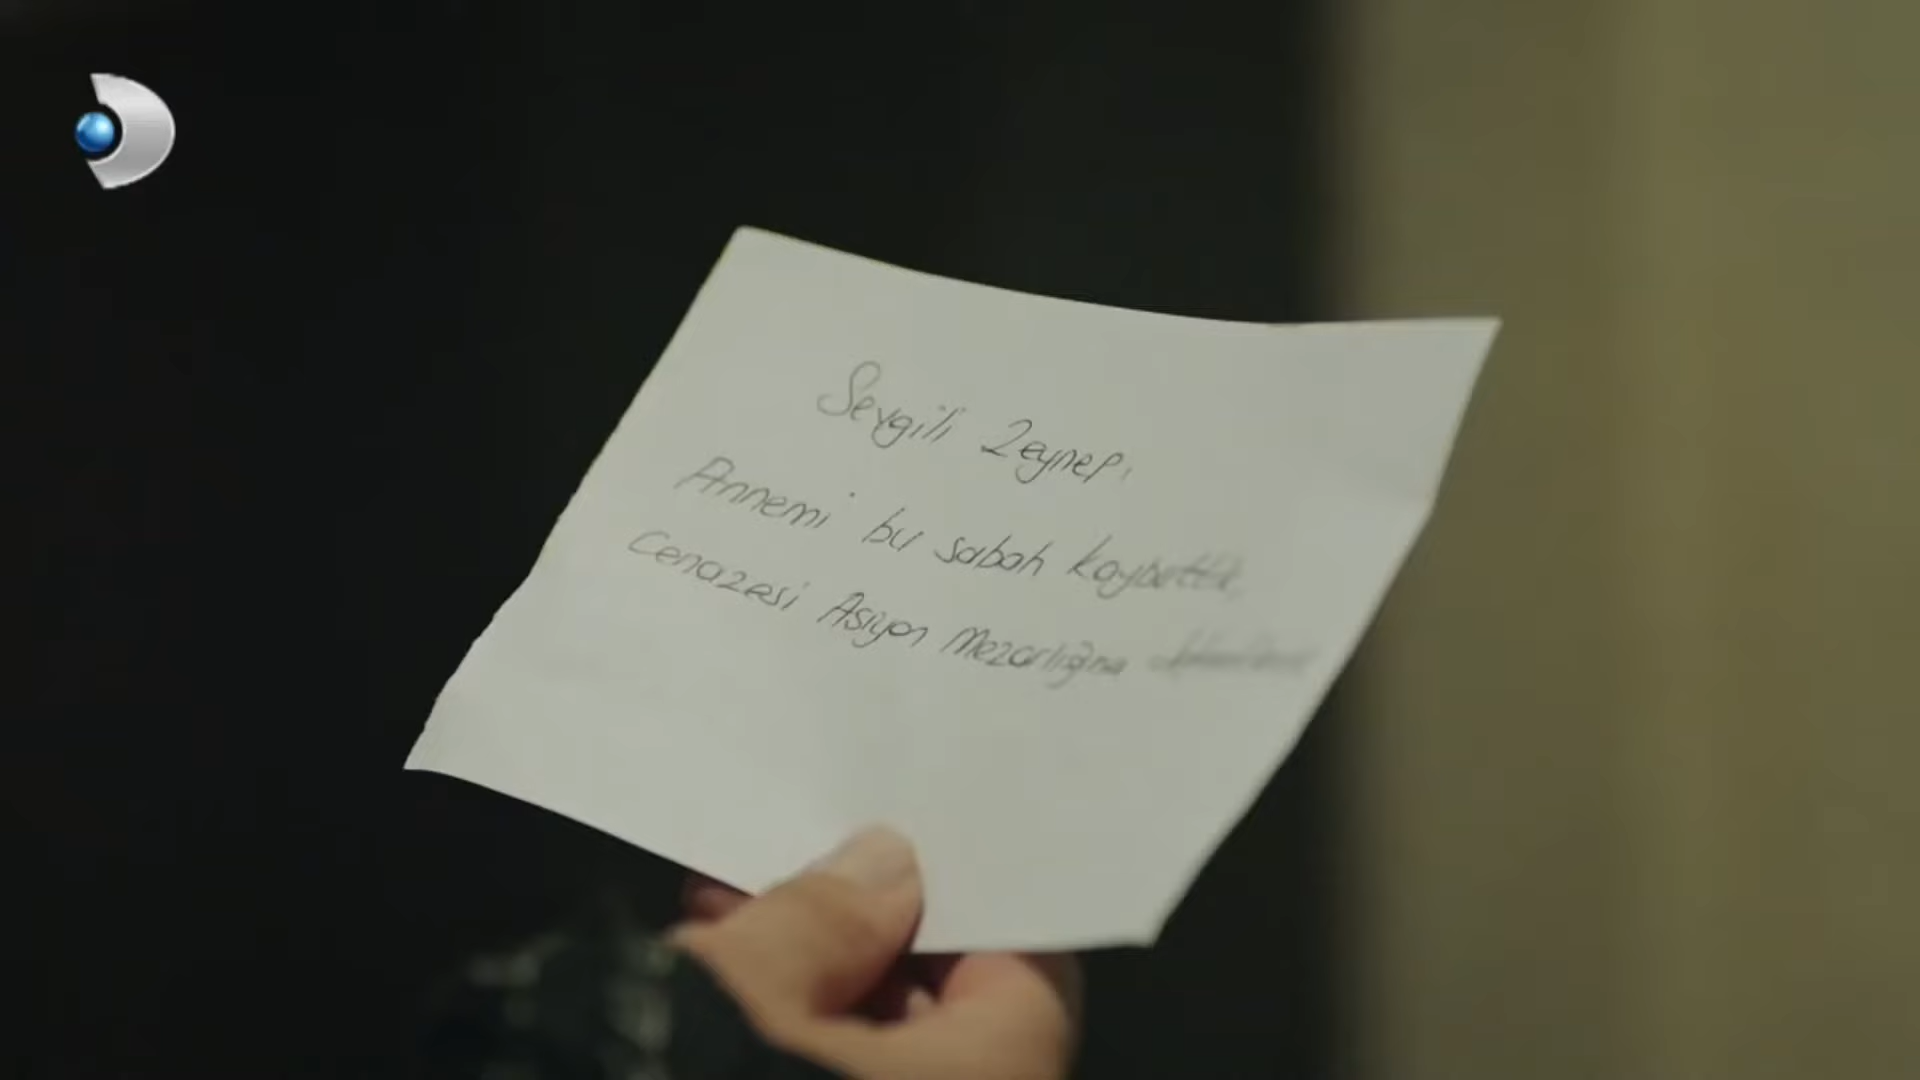 Sevgili Zeynep,
Annemi bu sabah kaybettik,
Cenazesi Asiyan Mezarlığına